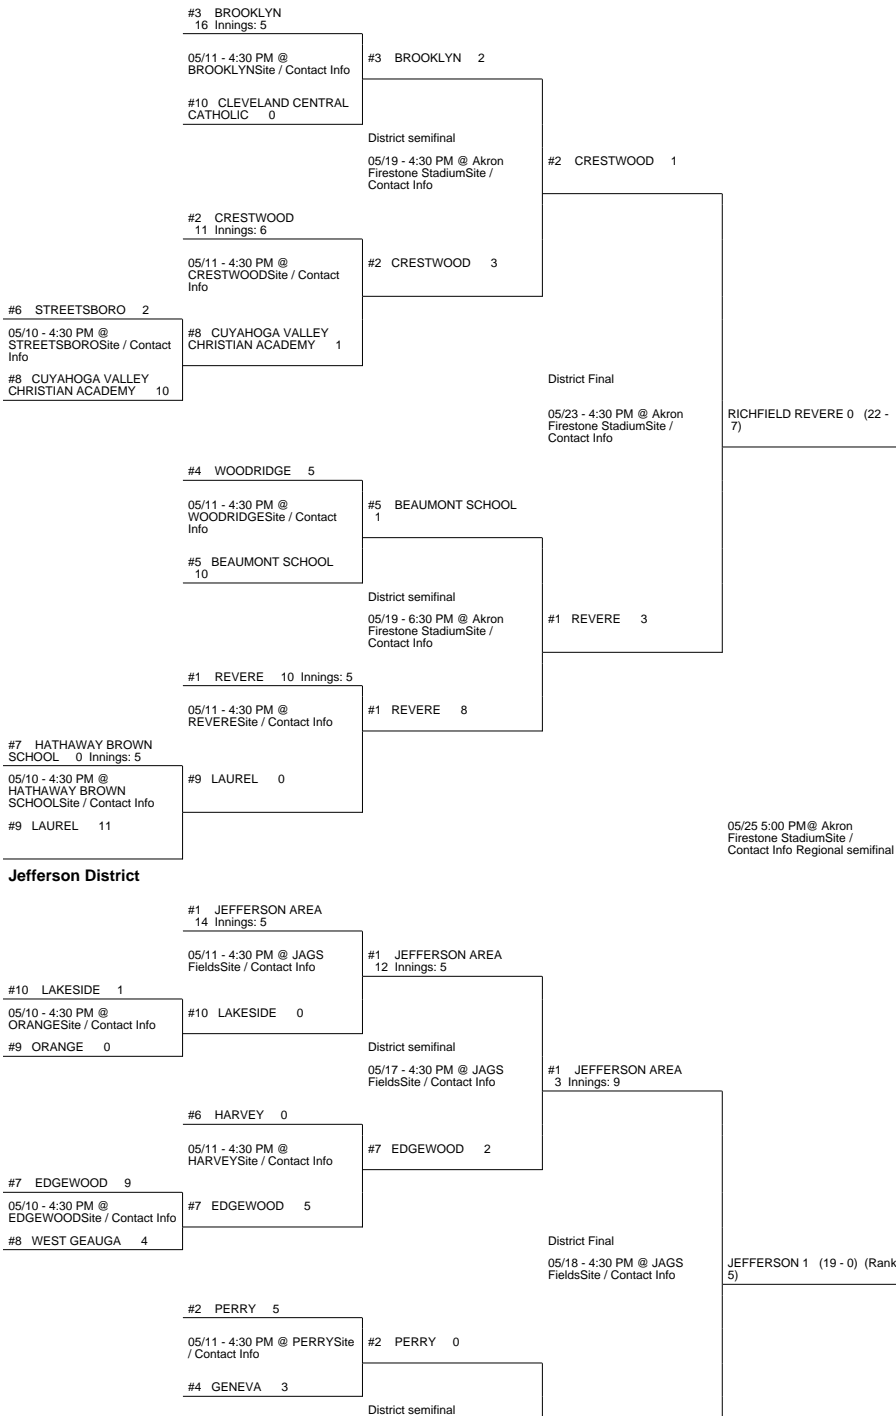 #3 BROOKLYN
16 Innings: 5
05/11 - 4:30 PM @
BROOKLYNSite / Contact Info
#10 CLEVELAND CENTRAL
CATHOLIC 0
#3 BROOKLYN 2
District semifinal
05/19 - 4:30 PM @ Akron
Firestone StadiumSite /
Contact Info
#2 CRESTWOOD 1
#2 CRESTWOOD
11 Innings: 6
05/11 - 4:30 PM @
CRESTWOODSite / Contact
Info
#2 CRESTWOOD 3
#6 STREETSBORO 2
05/10 - 4:30 PM @
STREETSBOROSite / Contact
Info
#8 CUYAHOGA VALLEY
CHRISTIAN ACADEMY 10
#8 CUYAHOGA VALLEY
CHRISTIAN ACADEMY 1
District Final
05/23 - 4:30 PM @ Akron
Firestone StadiumSite /
Contact Info
RICHFIELD REVERE 0 (22 -
7)
#4 WOODRIDGE 5
05/11 - 4:30 PM @
WOODRIDGESite / Contact
Info
#5 BEAUMONT SCHOOL
10
#5 BEAUMONT SCHOOL
1
District semifinal
05/19 - 6:30 PM @ Akron
Firestone StadiumSite /
Contact Info
#1 REVERE 3
#1 REVERE 10 Innings: 5
05/11 - 4:30 PM @
REVERESite / Contact Info
#1 REVERE 8
#7 HATHAWAY BROWN
SCHOOL 0 Innings: 5
05/10 - 4:30 PM @
HATHAWAY BROWN
SCHOOLSite / Contact Info
#9 LAUREL 11
#9 LAUREL 0
05/25 5:00 PM@ Akron
Firestone StadiumSite /
Contact Info Regional semifinal
Jefferson District
#1 JEFFERSON AREA
14 Innings: 5
05/11 - 4:30 PM @ JAGS
FieldsSite / Contact Info
#1 JEFFERSON AREA
12 Innings: 5
#10 LAKESIDE 1
05/10 - 4:30 PM @
ORANGESite / Contact Info
#9 ORANGE 0
#10 LAKESIDE 0
District semifinal
05/17 - 4:30 PM @ JAGS
FieldsSite / Contact Info
#1 JEFFERSON AREA
3 Innings: 9
#6 HARVEY 0
05/11 - 4:30 PM @
HARVEYSite / Contact Info
#7 EDGEWOOD 2
#7 EDGEWOOD 9
05/10 - 4:30 PM @
EDGEWOODSite / Contact Info
#8 WEST GEAUGA 4
#7 EDGEWOOD 5
District Final
05/18 - 4:30 PM @ JAGS
FieldsSite / Contact Info
JEFFERSON 1 (19 - 0) (Rank
5)
#2 PERRY 5
05/11 - 4:30 PM @ PERRYSite
/ Contact Info
#2 PERRY 0
#4 GENEVA 3
District semifinal